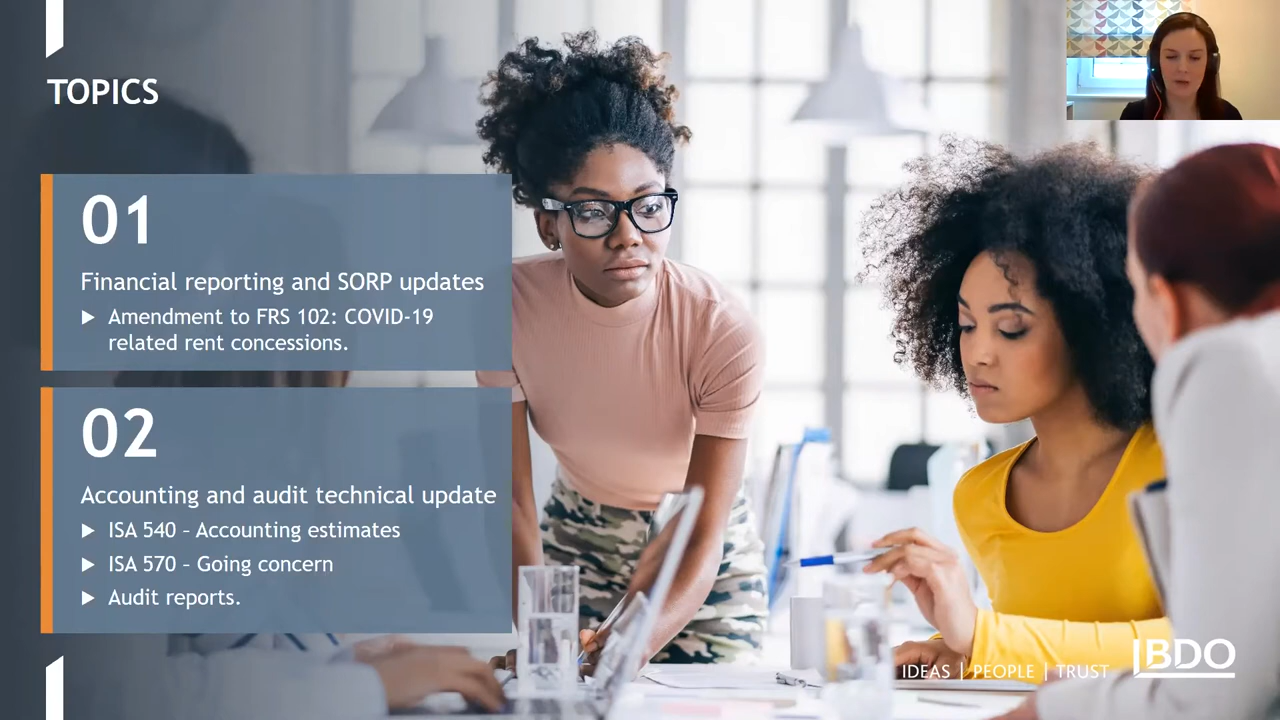 TOPICS
01
Financial reporting and SORP updates
▶ Amendment to FRS 102: COVID-19
related rent concessions.
02
Accounting and audit technical update
▶ ISA 540 – Accounting estimates
▶ ISA 570 – Going concern
▶ Audit reports.
IDEAS | PEOPLE | TRUST
BDO